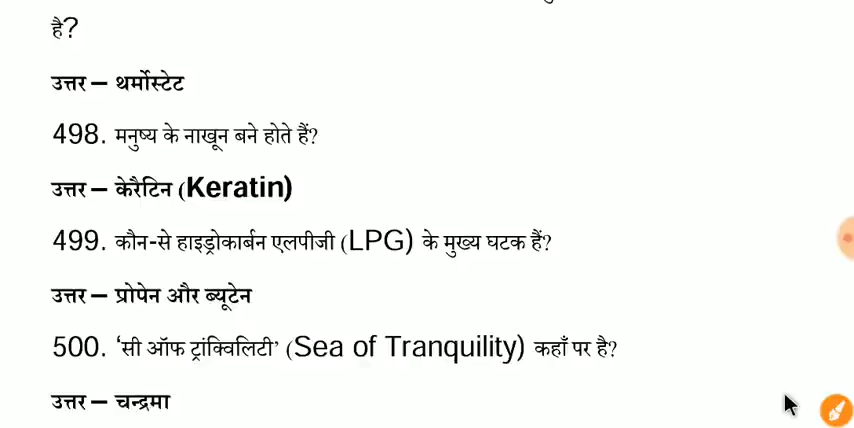 है?
उत्तर – थर्मोस्टेट
498. मनुष्य के नाखून बने होते हैं?
उत्तर – केरैटिन (Keratin)
499. कौन-से हाइड्रोकार्बन एलपीजी (LPG) के मुख्य घटक हैं?
उत्तर – प्रोपेन और ब्यूटेन
500. ‘सी ऑफ ट्रांक्विलिटी’ (Sea of Tranquility) कहाँ पर है?
उत्तर – चन्द्रमा